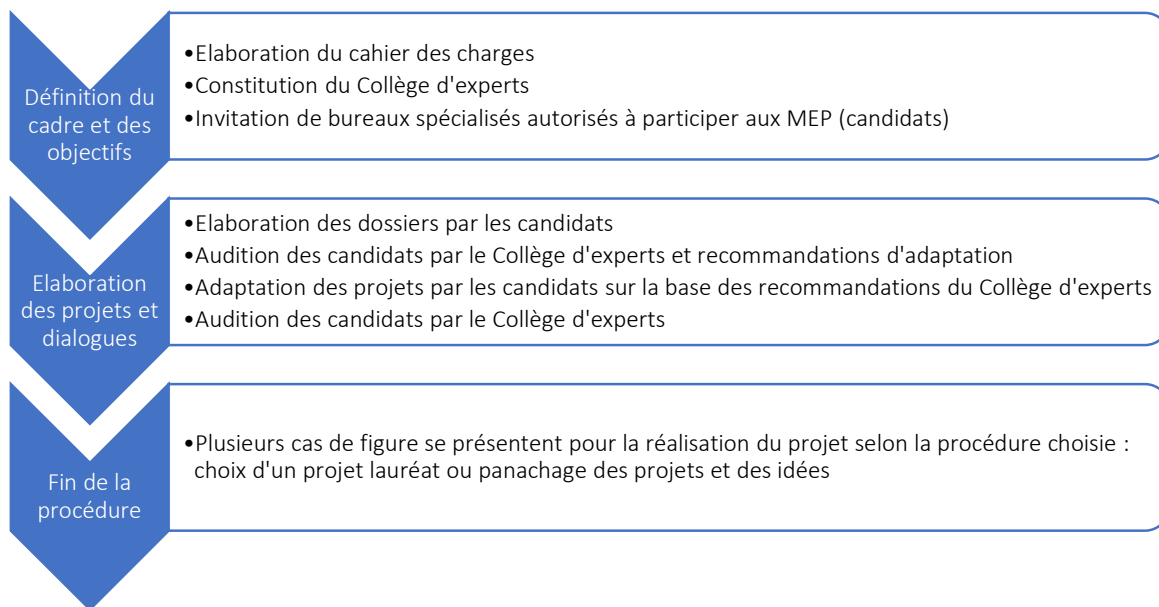 Définition du
cadre et des
objectifs
•Elaboration du cahier des charges
•Constitution du Collège d'experts
•Invitation de bureaux spécialisés autorisés à participer aux MEP (candidats)
Elaboration
des projets et
dialogues
•Elaboration des dossiers par les candidats
•Audition des candidats par le Collège d'experts et recommandations d'adaptation
•Adaptation des projets par les candidats sur la base des recommandations du Collège d'experts
•Audition des candidats par le Collège d'experts
Fin de la
procédure
•Plusieurs cas de figure se présentent pour la réalisation du projet selon la procédure choisie :
choix d'un projet lauréat ou panachage des projets et des idées